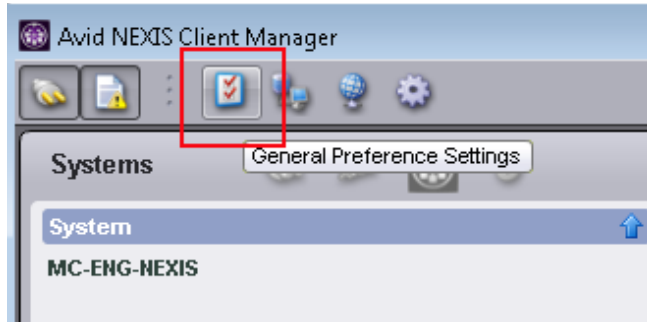 Avid NEXIS Client Manager
General Preference Settings
Systems
System
MC-ENG-NEXIS